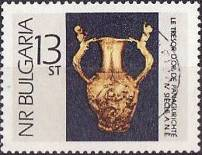 NR BULGARIA
13
ST
LE TRESOR D'OR DE PANAGURICHTE
IV SIECLE A.N.E.